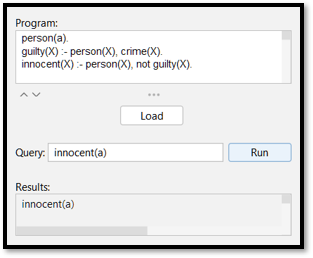 Program:
person(a).
guilty(X) :- person(X), crime(X).
innocent(X) :- person(X), not guilty(X).
Load
Query: innocent(a) Run
Results:
innocent(a)